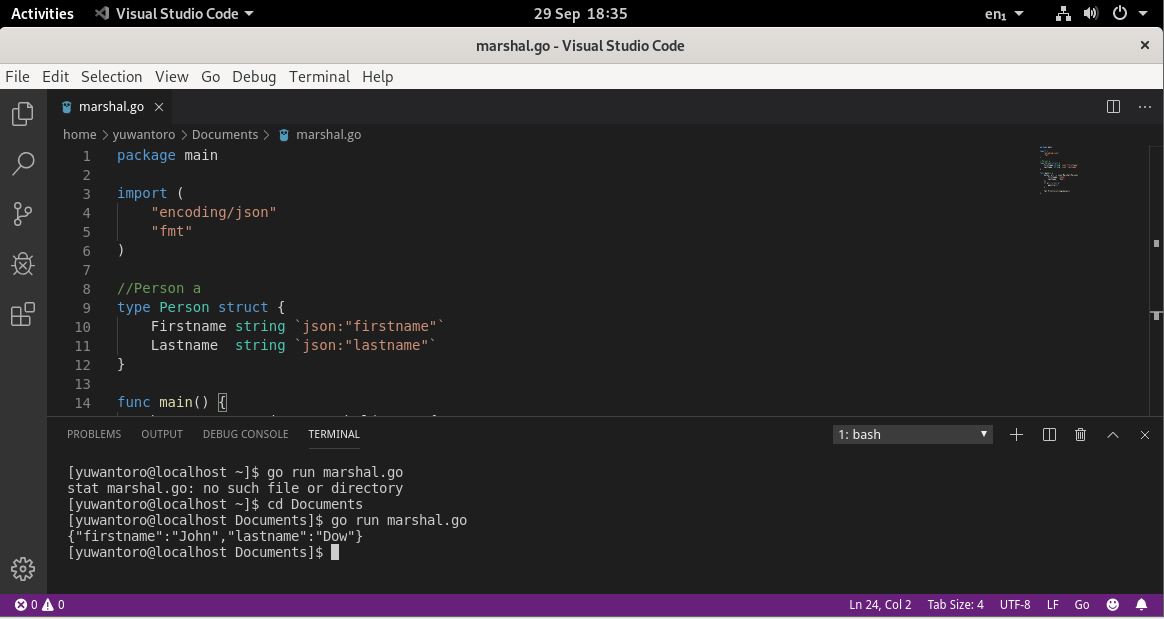 Activities Visual Studio Code 29 Sep 18:35 en₁
marshal.go - Visual Studio Code ×
File Edit Selection View Go Debug Terminal Help
marshal.go ×
home > yuwantoro > Documents > marshal.go
1 package main
2
3 import (
4 "encoding/json"
5 "fmt"
6 )
7
8 //Person a
9 type Person struct {
10 Firstname string `json:"firstname"`
11 Lastname string `json:"lastname"`
12 }
13
14 func main() {
PROBLEMS OUTPUT DEBUG CONSOLE TERMINAL 1: bash
[yuwantoro@localhost ~]$ go run marshal.go
stat marshal.go: no such file or directory
[yuwantoro@localhost ~]$ cd Documents
[yuwantoro@localhost Documents]$ go run marshal.go
{"firstname":"John","lastname":"Dow"}
[yuwantoro@localhost Documents]$
0 0 Ln 24, Col 2 Tab Size: 4 UTF-8 LF Go